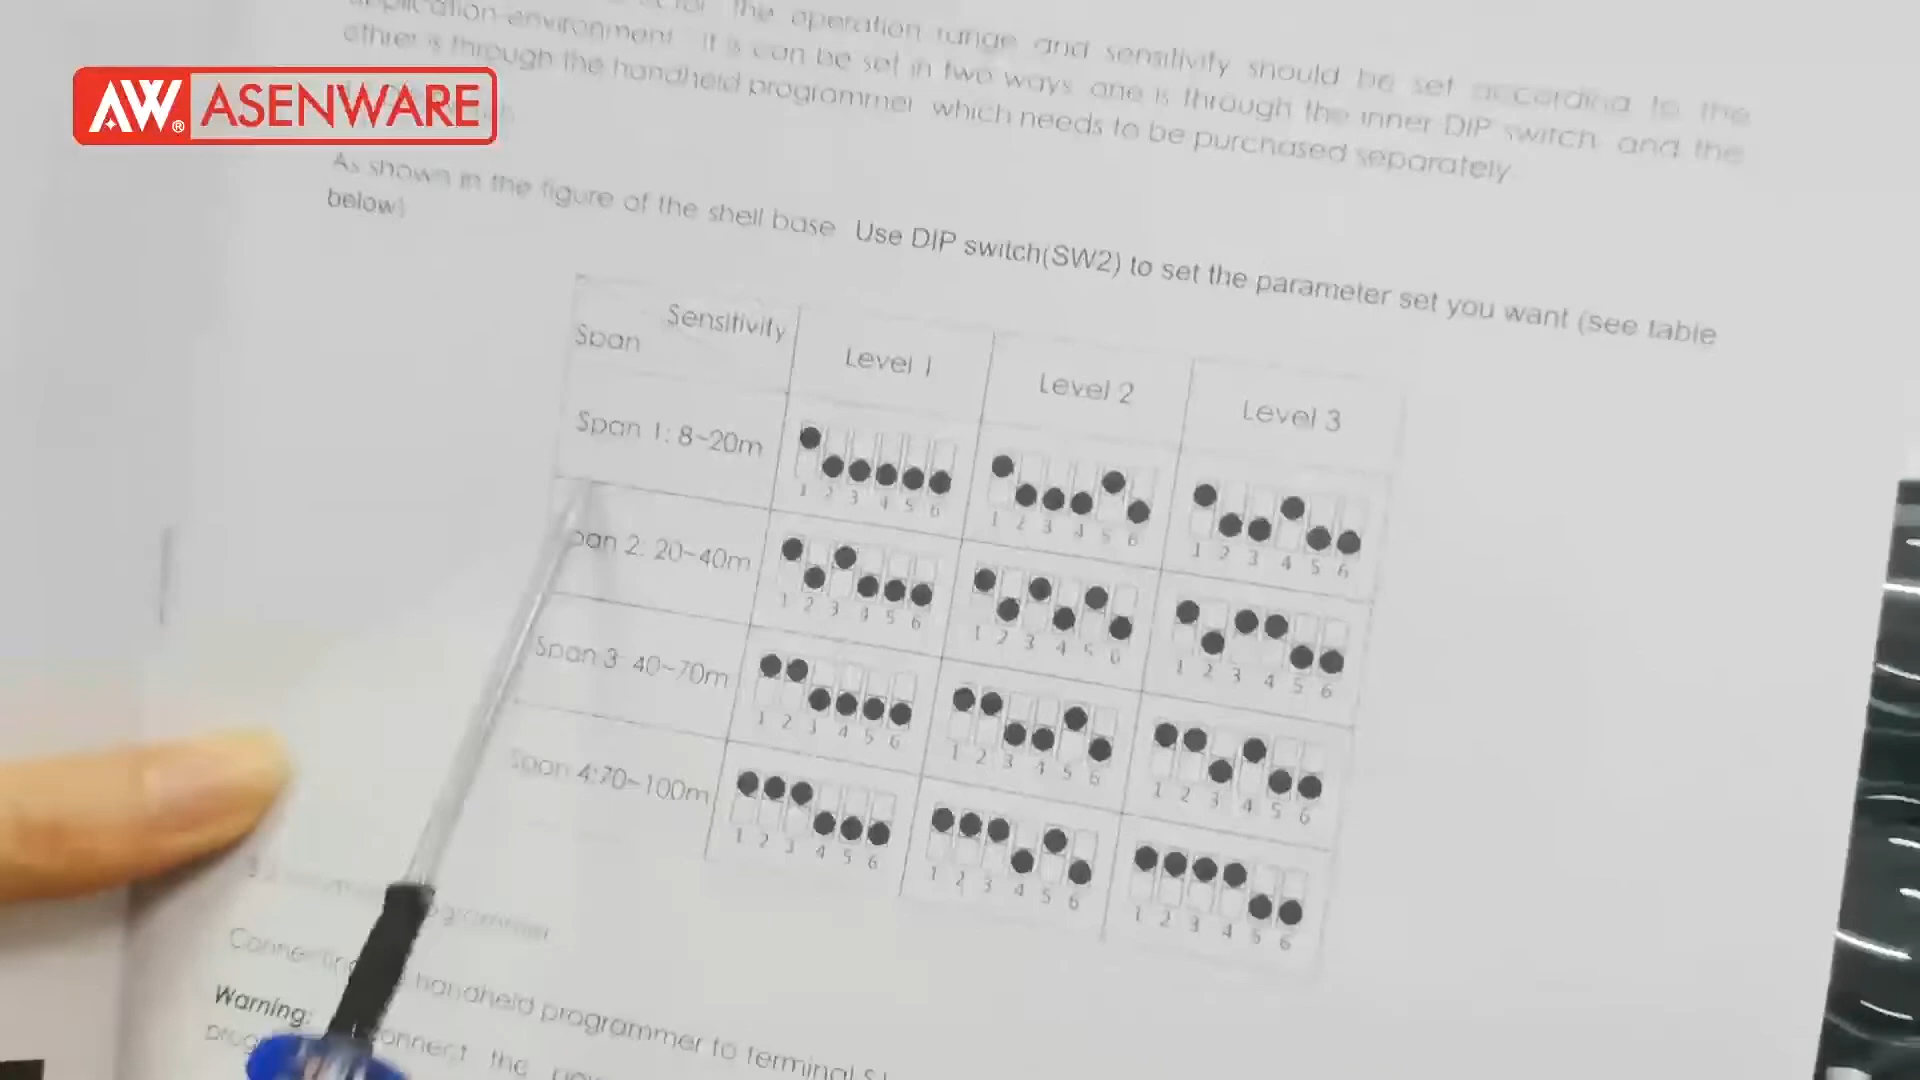 the operation range and sensitivity should be set according to the
application environment. It is can be set in two ways, one is through the inner DIP switch, and the
ethier is through the handheld programmer which needs to be purchased separately
AW® ASENWARE
As shown in the figure of the shell base Use DIP switch(SW2) to set the parameter set you want (see table
below)
Sensitivity
Span
Level 1
Level 2
Level 3
Span 1: 8~20m
1 2 3 4 5 6
1 2 3 4 5 6
1 2 3 4 5 6
pan 2: 20~40m
1 2 3 4 5 6
1 2 3 4 5 6
1 2 3 4 5 6
Span 3: 40~70m
1 2 3 4 5 6
1 2 3 4 5 6
1 2 3 4 5 6
Span 4:70~100m
1 2 3 4 5 6
1 2 3 4 5 6
1 2 3 4 5 6
handheld programmer to terminal
Warning: connect the